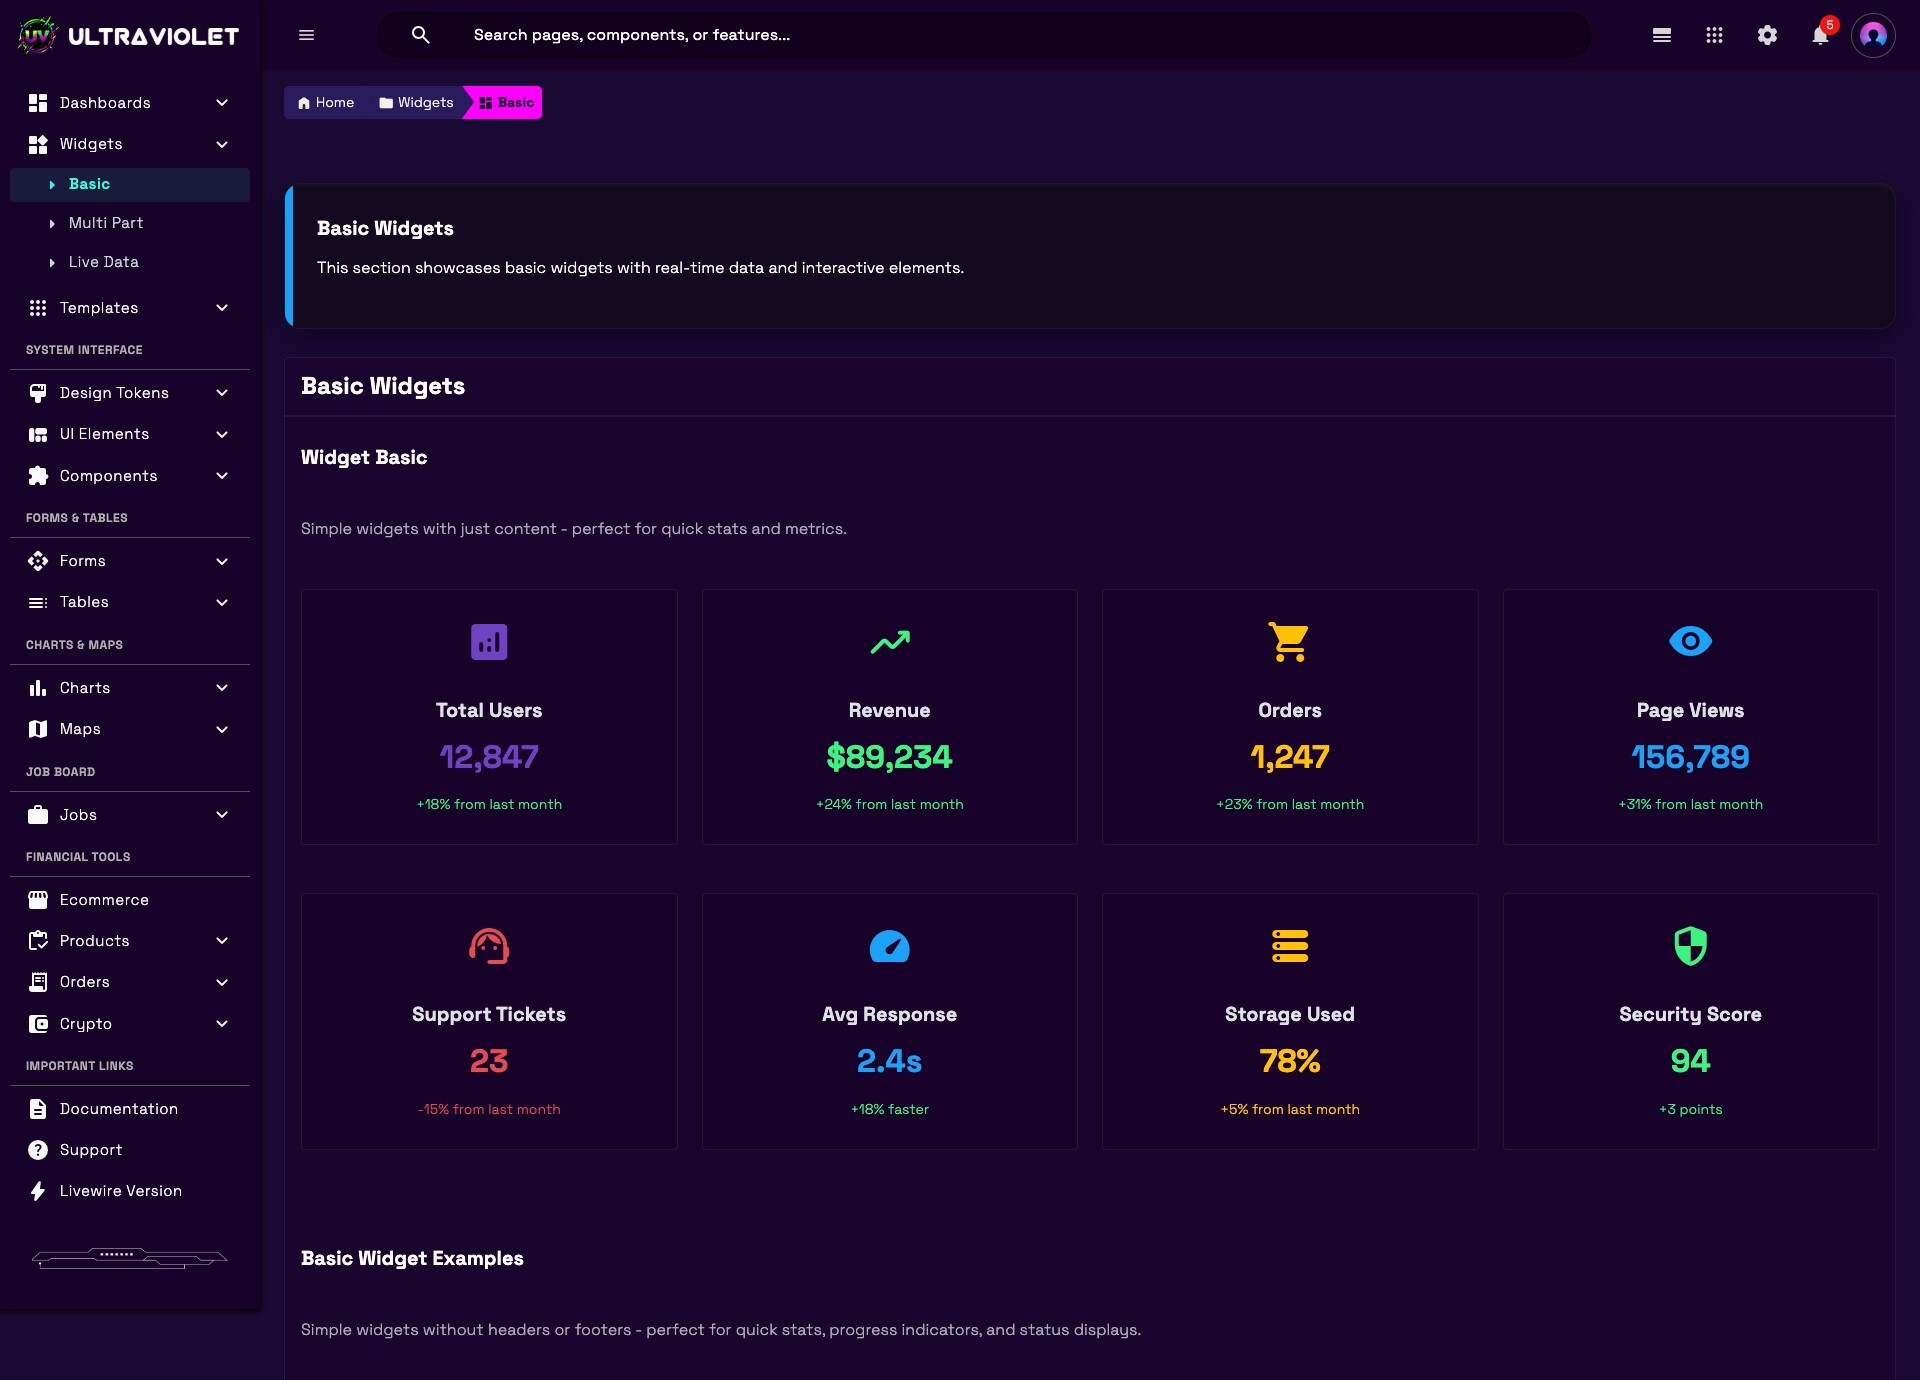 ULTRAVIOLET
Search pages, components, or features...
5
Dashboards
Widgets
Basic
Multi Part
Live Data
Templates
SYSTEM INTERFACE
Design Tokens
UI Elements
Components
FORMS & TABLES
Forms
Tables
CHARTS & MAPS
Charts
Maps
JOB BOARD
Jobs
FINANCIAL TOOLS
Ecommerce
Products
Orders
Crypto
IMPORTANT LINKS
Documentation
Support
Livewire Version
Home Widgets Basic
Basic Widgets
This section showcases basic widgets with real-time data and interactive elements.
Basic Widgets
Widget Basic
Simple widgets with just content - perfect for quick stats and metrics.
Total Users
12,847
+18% from last month
Revenue
$89,234
+24% from last month
Orders
1,247
+23% from last month
Page Views
156,789
+31% from last month
Support Tickets
23
-15% from last month
Avg Response
2.4s
+18% faster
Storage Used
78%
+5% from last month
Security Score
94
+3 points
Basic Widget Examples
Simple widgets without headers or footers - perfect for quick stats, progress indicators, and status displays.